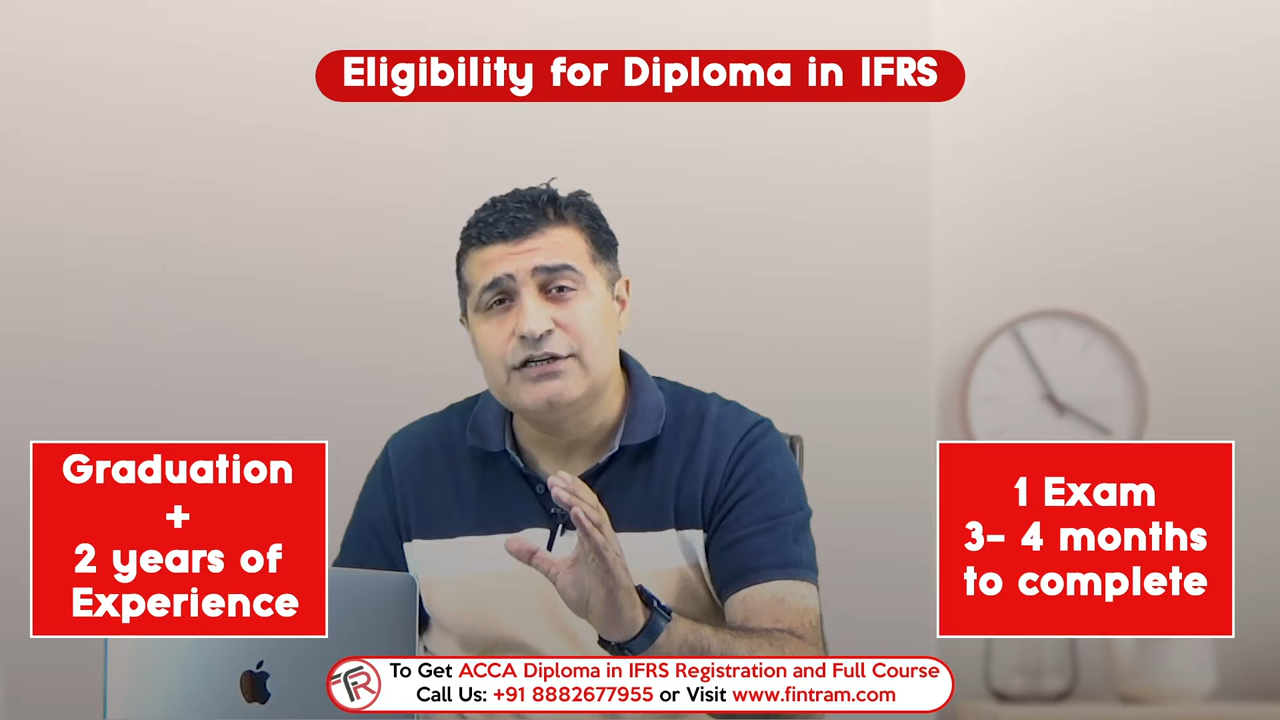 Eligibility for Diploma in IFRS
Graduation
+
2 years of
Experience
1 Exam
3- 4 months
to complete
To Get ACCA Diploma in IFRS Registration and Full Course
Call Us: +91 8882677955 or Visit www.fintram.com